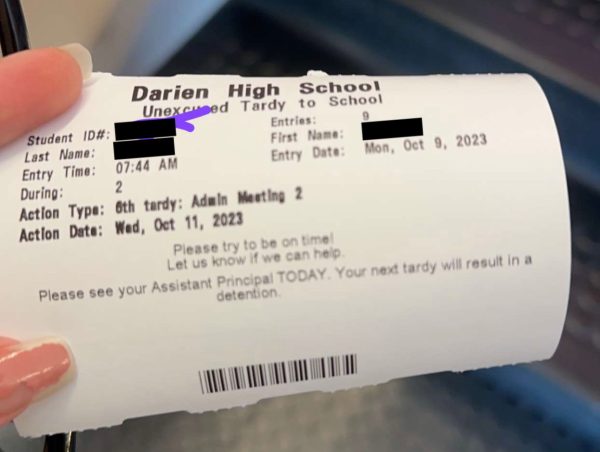 Darien High School
Unexcused Tardy to School
Student ID#:
Entries: 9
Last Name:
First Name:
Entry Time: 07:44 AM
Entry Date: Mon, Oct 9, 2023
During: 2
Action Type: 6th tardy: Admin Meeting 2
Action Date: Wed, Oct 11, 2023
Please try to be on time!
Let us know if we can help.
Please see your Assistant Principal TODAY. Your next tardy will result in a
detention.